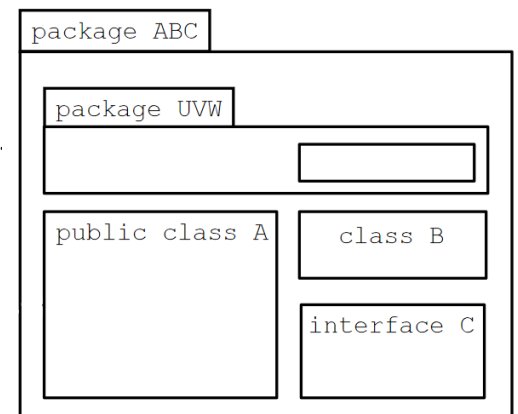 package ABC
package UVW
public class A
class B
interface C